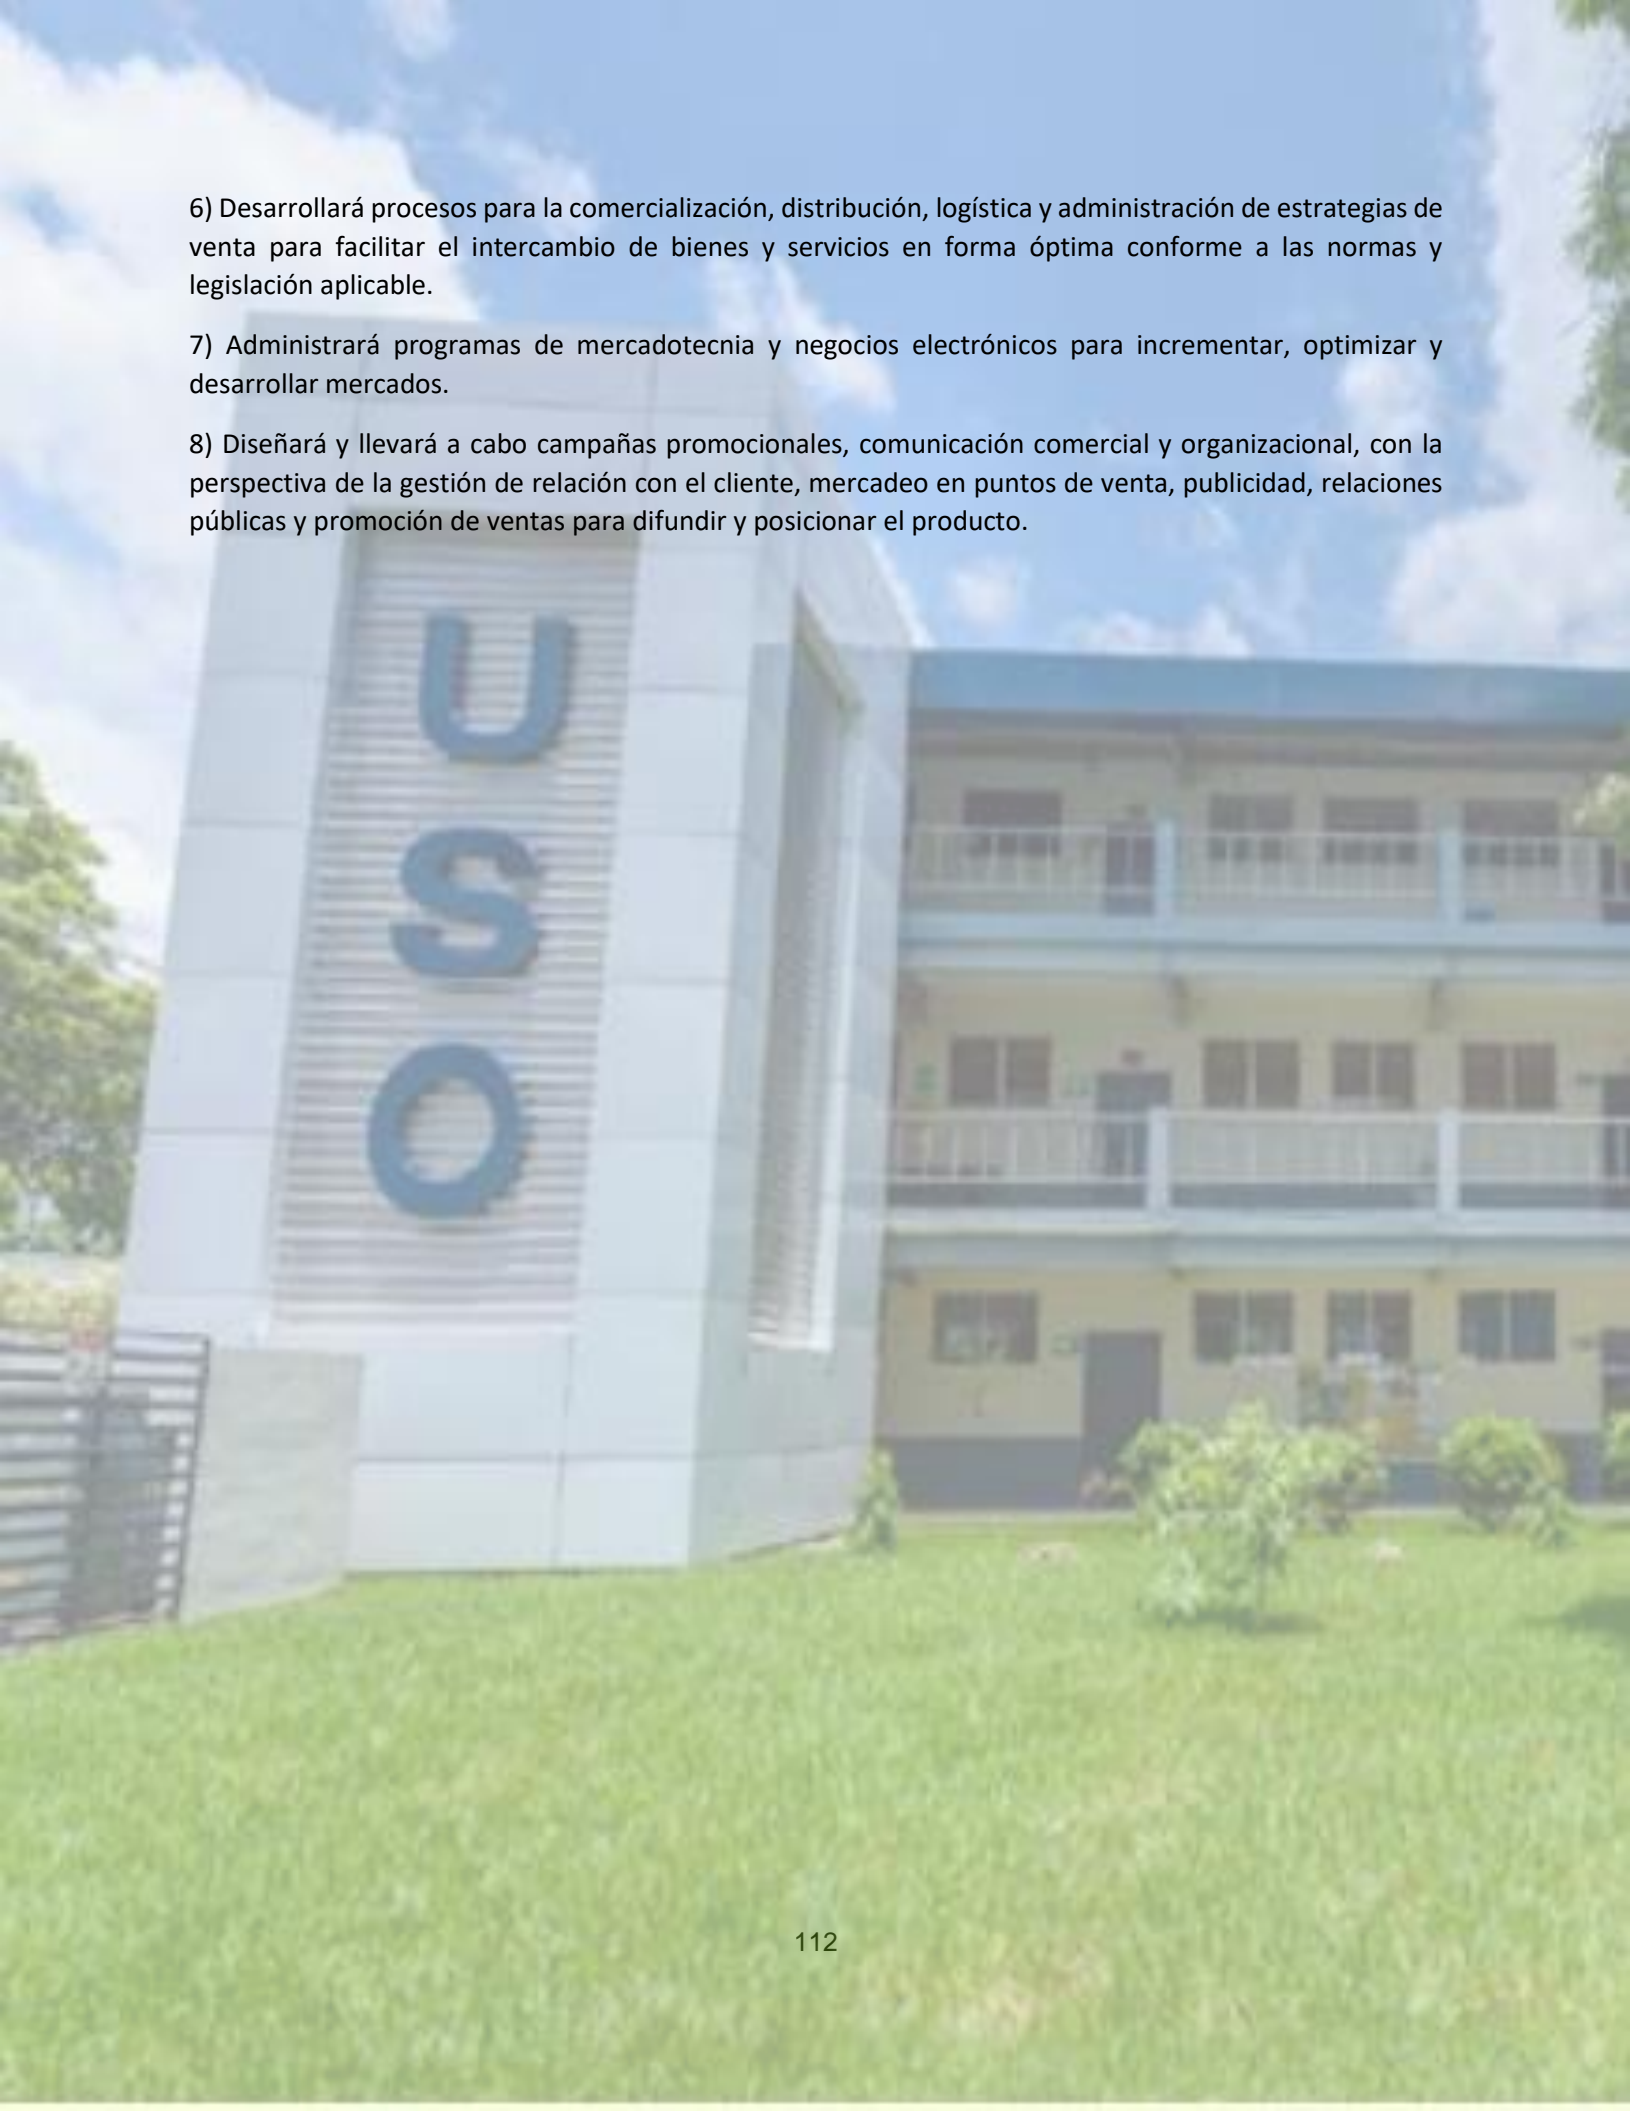 6) Desarrollará procesos para la comercialización, distribución, logística y administración de estrategias de
venta para facilitar el intercambio de bienes y servicios en forma óptima conforme a las normas y
legislación aplicable.
7) Administrará programas de mercadotecnia y negocios electrónicos para incrementar, optimizar y
desarrollar mercados.
8) Diseñará y llevará a cabo campañas promocionales, comunicación comercial y organizacional, con la
perspectiva de la gestión de relación con el cliente, mercadeo en puntos de venta, publicidad, relaciones
públicas y promoción de ventas para difundir y posicionar el producto.
U
S
O
112